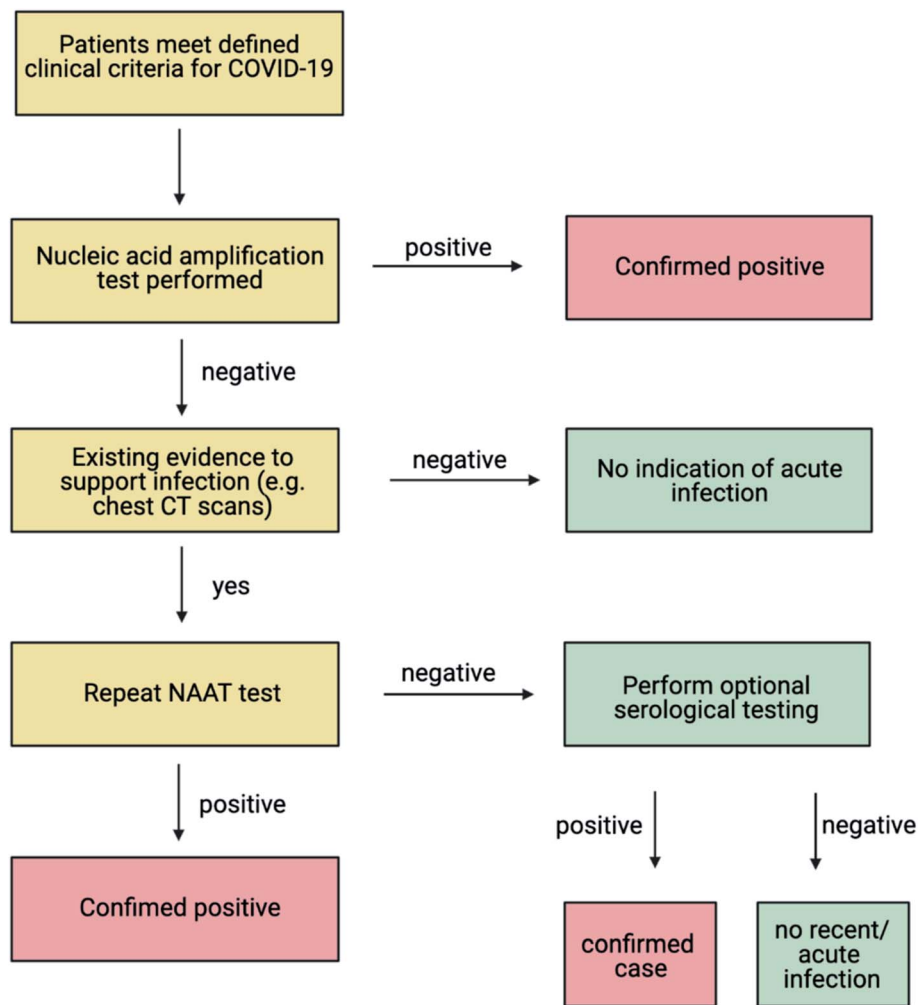 Patients meet defined
clinical criteria for COVID-19
Nucleic acid amplification
test performed
positive
Confirmed positive
negative
Existing evidence to
support infection (e.g.
chest CT scans)
negative
No indication of acute
infection
yes
Repeat NAAT test
negative
Perform optional
serological testing
positive
Confimed positive
positive
negative
confirmed
case
no recent/
acute
infection